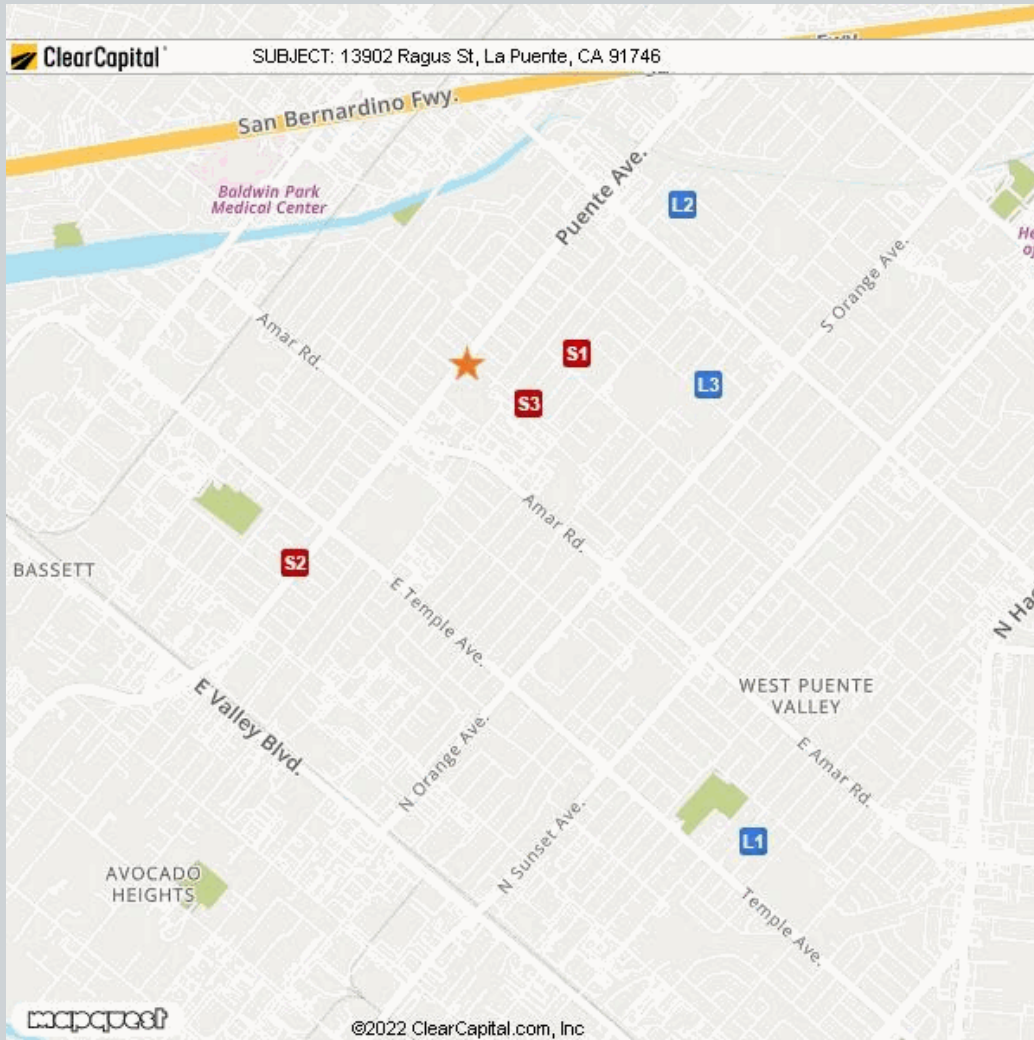 ClearCapital
SUBJECT: 13902 Ragus St, La Puente, CA 91746
San Bernardino Fwy.
Baldwin Park
Medical Center
Puente Ave.
L2
S Orange Ave.
Amar Rd.
S1
L3
S3
Amar Rd.
S2
BASSETT
E Temple Ave.
WEST PUENTE
VALLEY
E Valley Blvd.
N Orange Ave.
E Amar Rd.
N Sunset Ave.
L1
AVOCADO
HEIGHTS
Temple Ave.
mapquest
©2022 ClearCapital.com, Inc